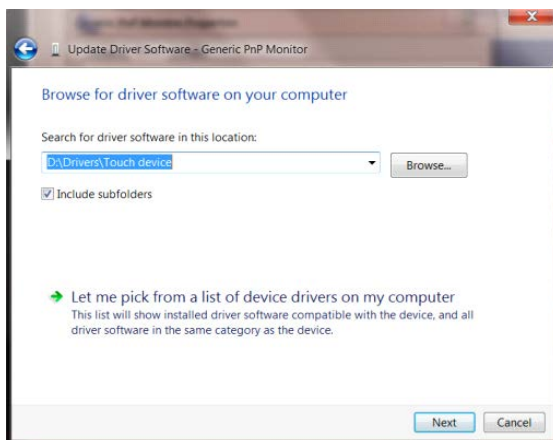 Update Driver Software - Generic PnP Monitor
Browse for driver software on your computer
Search for driver software in this location:
D:\Drivers\Touch device
Browse...
Include subfolders
Let me pick from a list of device drivers on my computer
This list will show installed driver software compatible with the device, and all
driver software in the same category as the device.
Next
Cancel